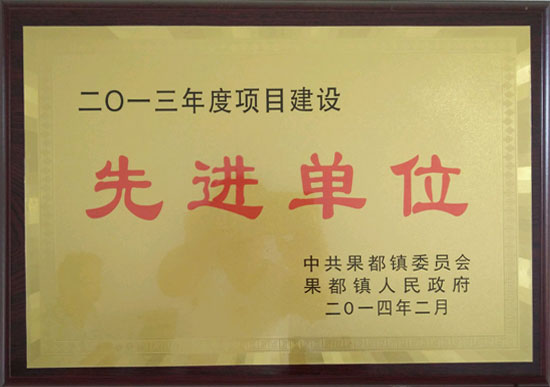 二〇一三年度项目建设
先进单位
中共果都镇委员会
果都镇人民政府
二〇一四年二月